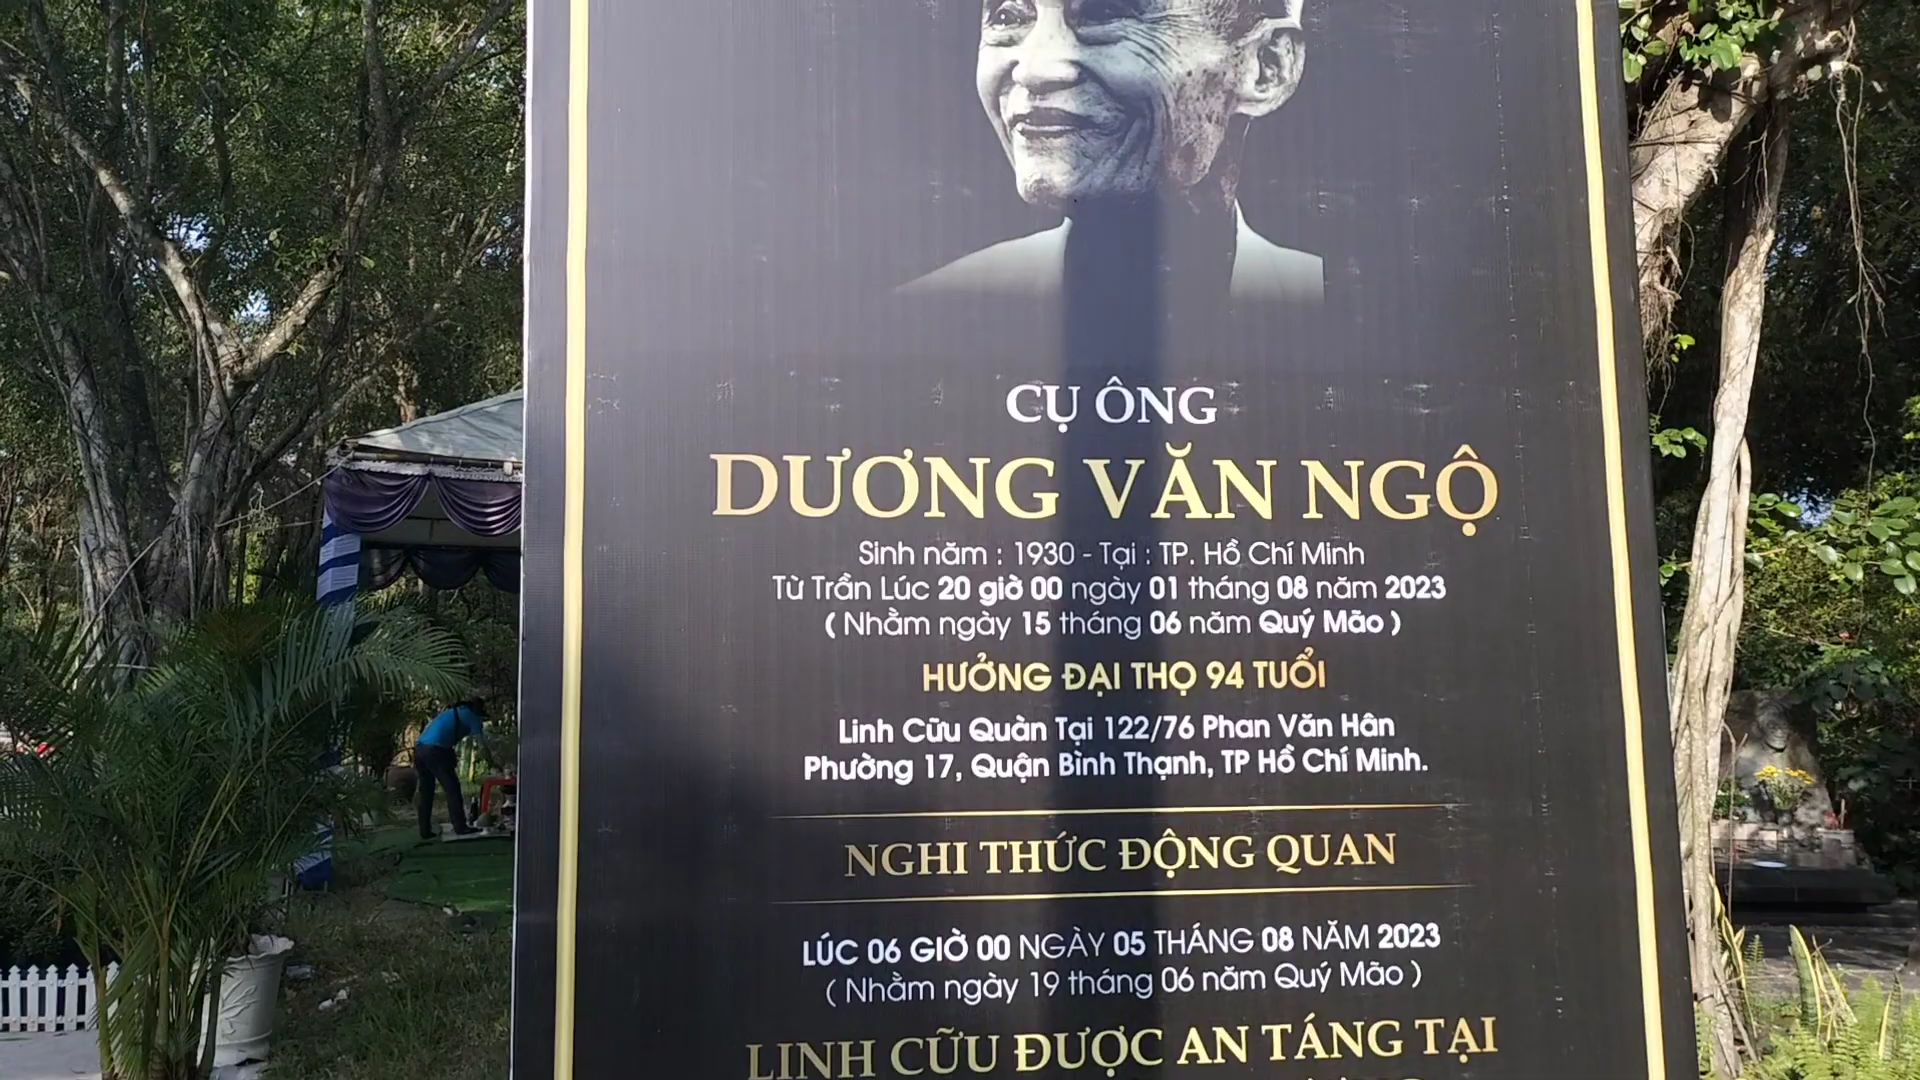 CỤ ÔNG
DƯƠNG VĂN NGỘ
Sinh năm : 1930 - Tại : TP. Hồ Chí Minh
Từ Trần Lúc 20 giờ 00 ngày 01 tháng 08 năm 2023
( Nhằm ngày 15 tháng 06 năm Quý Mão )
HƯỞNG ĐẠI THỌ 94 TUỔI
Linh Cữu Quàn Tại 122/76 Phan Văn Hân
Phường 17, Quận Bình Thạnh, TP Hồ Chí Minh.
NGHI THỨC ĐỘNG QUAN
LÚC 06 GIỜ 00 NGÀY 05 THÁNG 08 NĂM 2023
( Nhằm ngày 19 tháng 06 năm Quý Mão )
LINH CỮU ĐƯỢC AN TÁNG TẠI